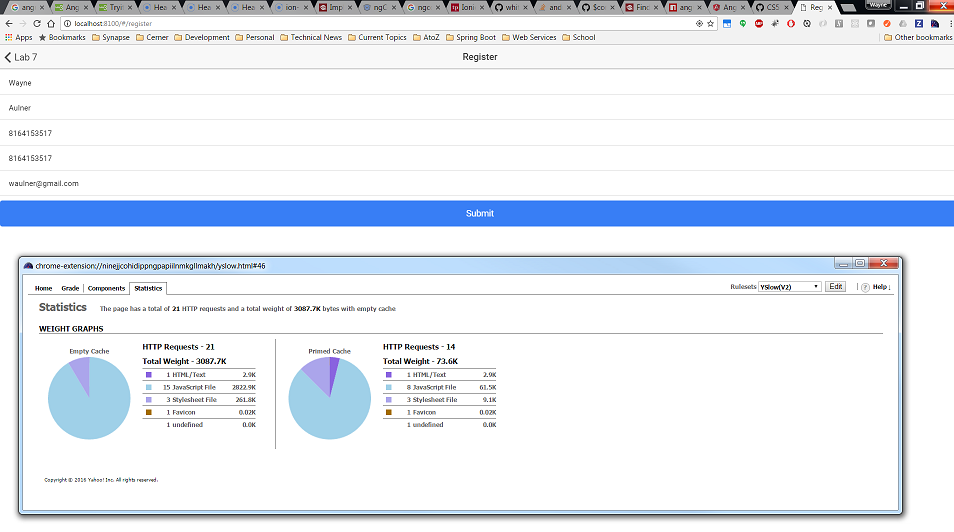 ang Ang Tryi Hea Hea Hea ion- Imp ngC ngc ang Ioni whi and $cc Finc ang Ang CS5 Reg Wayne
localhost:8100/#/register
Apps Bookmarks Synapse Cerner Development Personal Technical News Current Topics AtoZ Spring Boot Web Services School Other bookmarks
Lab 7 Register
Wayne
Aulner
8164153517
8164153517
waulner@gmail.com
Submit
chrome-extension://ninejjcohidippngpapiilnmkgllmakh/yslow.html#46
Home Grade Components Statistics Rulesets YSlow(V2) Edit | ? Help ↓
Statistics The page has a total of 21 HTTP requests and a total weight of 3087.7K bytes with empty cache
WEIGHT GRAPHS
Empty Cache
HTTP Requests - 21
Total Weight - 3087.7K
1 HTML/Text 2.9K
15 JavaScript File 2822.9K
3 Stylesheet File 261.8K
1 Favicon 0.02K
1 undefined 0.0K
Primed Cache
HTTP Requests - 14
Total Weight - 73.6K
1 HTML/Text 2.9K
8 JavaScript File 61.5K
3 Stylesheet File 9.1K
1 Favicon 0.02K
1 undefined 0.0K
Copyright © 2016 Yahoo! Inc. All rights reserved.